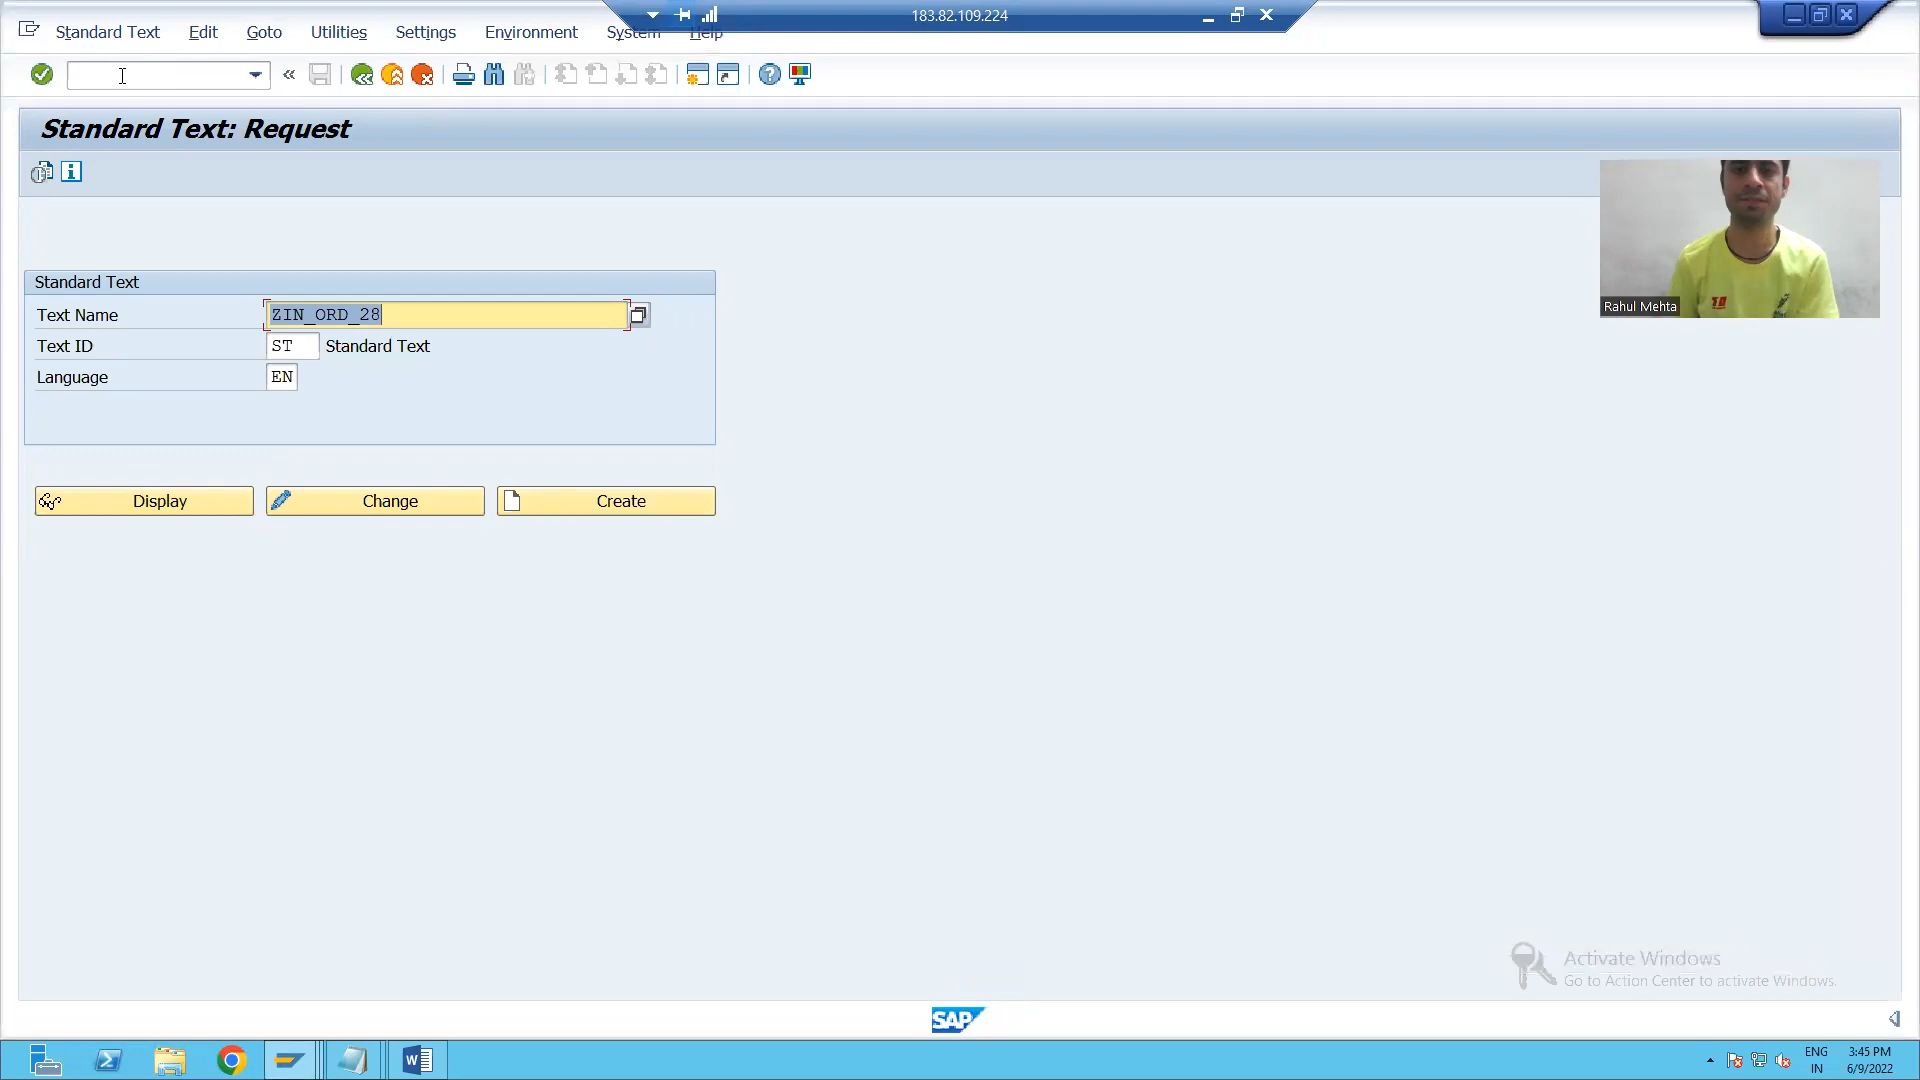 183.82.109.224
Standard Text Edit Goto Utilities Settings Environment System Help
Standard Text: Request
Rahul Mehta
Standard Text
Text Name ZIN_ORD_28
Text ID ST Standard Text
Language EN
Display Change Create
Activate Windows
Go to Action Center to activate Windows.
SAP
ENG 3:45 PM
IN 6/9/2022